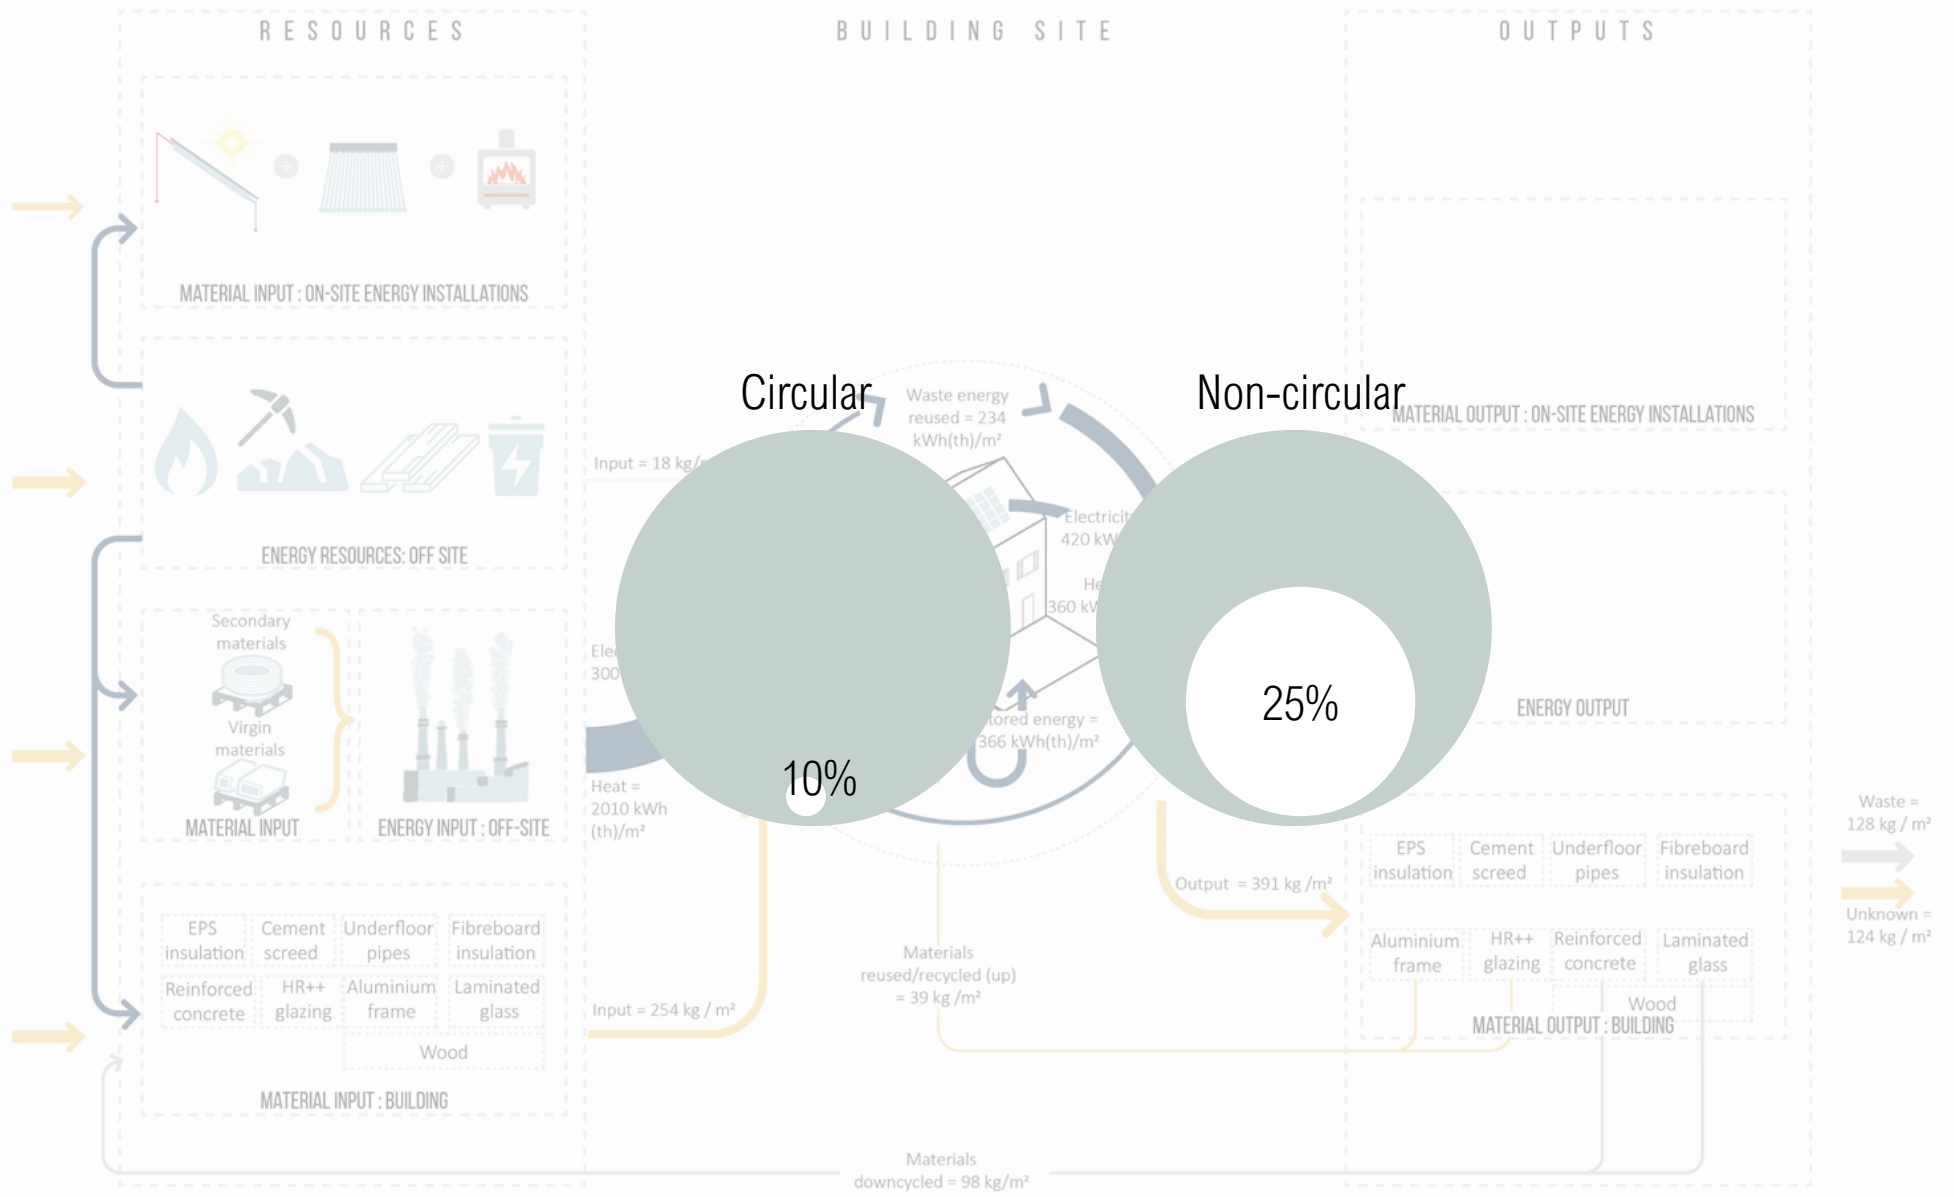 RESOURCES
BUILDING SITE
OUTPUTS
MATERIAL INPUT : ON-SITE ENERGY INSTALLATIONS
ENERGY RESOURCES: OFF SITE
Secondary
materials
Virgin
materials
MATERIAL INPUT
ENERGY INPUT : OFF-SITE
EPS
insulation
Cement
screed
Underfloor
pipes
Fibreboard
insulation
Reinforced
concrete
HR++
glazing
Aluminium
frame
Laminated
glass
Wood
MATERIAL INPUT : BUILDING
Circular
Non-circular
10%
25%
Waste energy
reused = 234
kWh(th)/m²
Input = 18 kg/
420
300
360
366 kWh(th)/m²
energy =
Heat =
2010 kWh
(th)/m²
Input = 254 kg / m²
Materials
reused/recycled (up)
= 39 kg /m²
Output = 391 kg /m²
Materials
downcycled = 98 kg/m²
MATERIAL OUTPUT : ON-SITE ENERGY INSTALLATIONS
ENERGY OUTPUT
EPS
insulation
Cement
screed
Underfloor
pipes
Fibreboard
insulation
Aluminium
frame
HR++
glazing
Reinforced
concrete
Laminated
glass
Wood
MATERIAL OUTPUT : BUILDING
Waste =
128 kg / m²
Unknown =
124 kg / m²